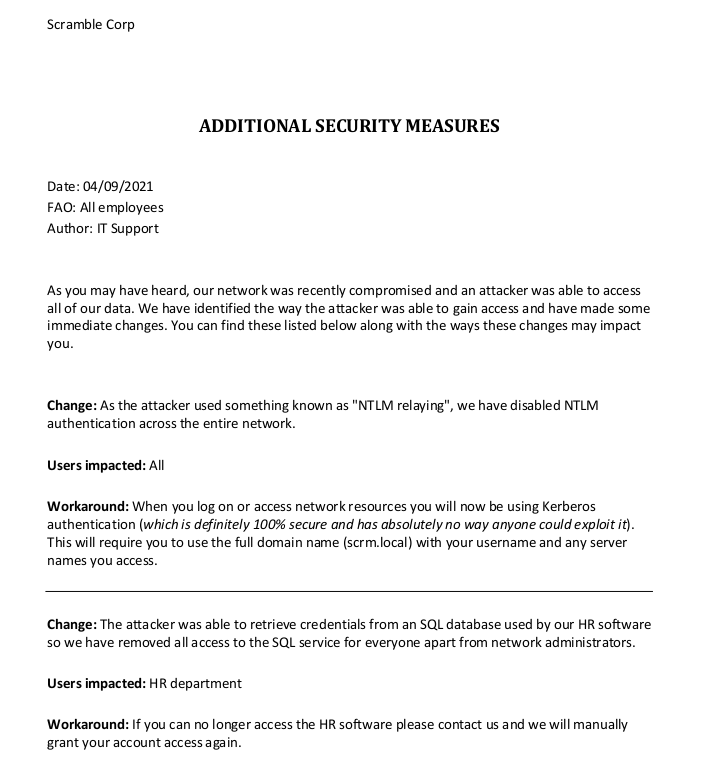 Scramble Corp
ADDITIONAL SECURITY MEASURES
Date: 04/09/2021
FAO: All employees
Author: IT Support
As you may have heard, our network was recently compromised and an attacker was able to access
all of our data. We have identified the way the attacker was able to gain access and have made some
immediate changes. You can find these listed below along with the ways these changes may impact
you.
Change: As the attacker used something known as "NTLM relaying", we have disabled NTLM
authentication across the entire network.
Users impacted: All
Workaround: When you log on or access network resources you will now be using Kerberos
authentication (which is definitely 100% secure and has absolutely no way anyone could exploit it).
This will require you to use the full domain name (scrm.local) with your username and any server
names you access.
Change: The attacker was able to retrieve credentials from an SQL database used by our HR software
so we have removed all access to the SQL service for everyone apart from network administrators.
Users impacted: HR department
Workaround: If you can no longer access the HR software please contact us and we will manually
grant your account access again.